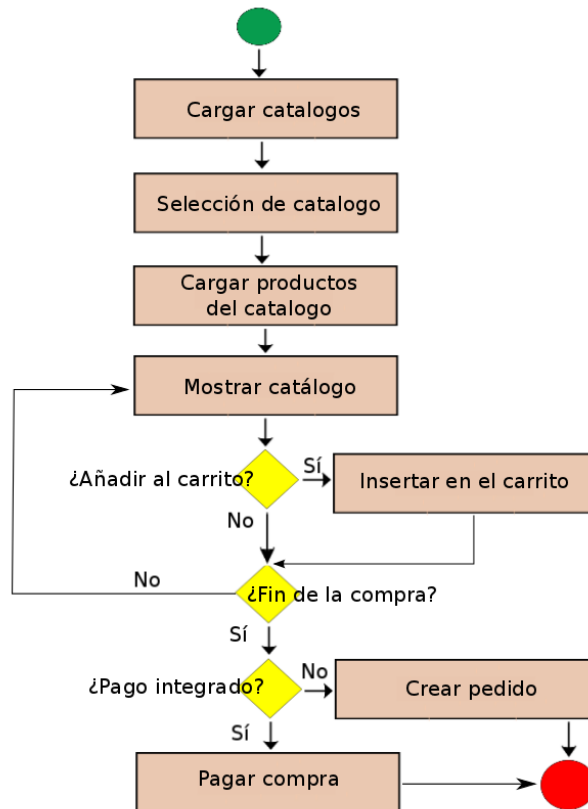 Cargar catalogos
Selección de catalogo
Cargar productos
del catalogo
Mostrar catálogo
¿Añadir al carrito?
Sí
Insertar en el carrito
No
No
¿Fin de la compra?
Sí
¿Pago integrado?
No
Crear pedido
Sí
Pagar compra